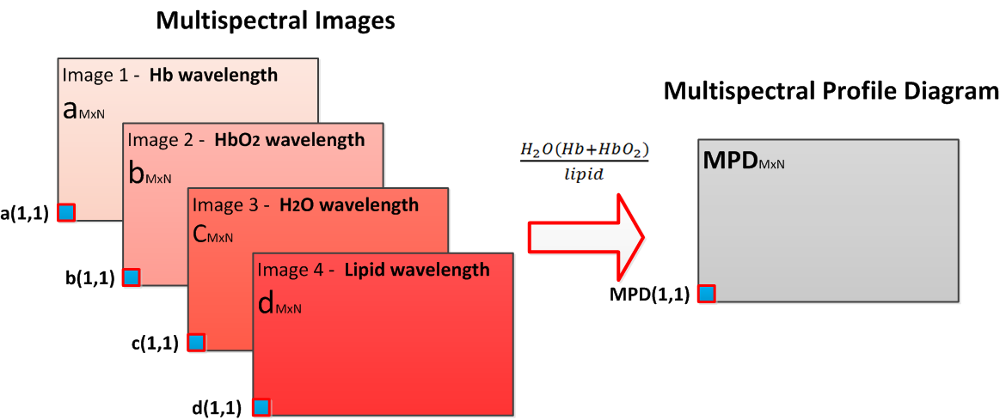 Multispectral Images
Image 1 - Hb wavelength
aMxN
a(1,1)
Image 2 - HbO2 wavelength
bMxN
b(1,1)
Image 3 - H2O wavelength
CMxN
c(1,1)
Image 4 - Lipid wavelength
dMxN
d(1,1)
H₂O(Hb+HbO₂)
lipid
Multispectral Profile Diagram
MPDMxN
MPD(1,1)